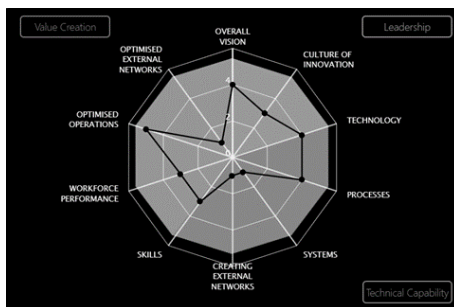 Value Creation
Leadership
OVERALL
VISION
OPTIMISED
EXTERNAL
NETWORKS
CULTURE OF
INNOVATION
4
OPTIMISED
OPERATIONS
TECHNOLOGY
2
0
WORKFORCE
PERFORMANCE
PROCESSES
SKILLS
SYSTEMS
CREATING
EXTERNAL
NETWORKS
Technical Capability